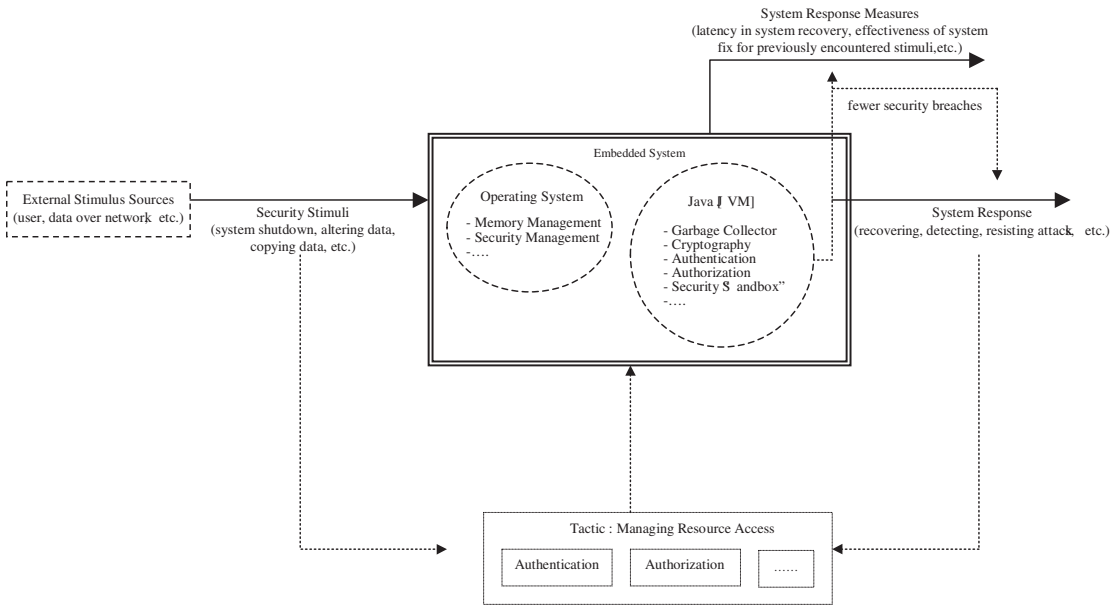 System Response Measures
(latency in system recovery, effectiveness of system
fix for previously encountered stimuli,etc.)
fewer security breaches
Embedded System
External Stimulus Sources
(user, data over network, etc.)
Security Stimuli
(system shutdown, altering data,
copying data, etc.)
Operating System
- Memory Management
- Security Management
-….
Java [JVM]
- Garbage Collector
- Cryptography
- Authentication
- Authorization
- Security “Sandbox”
-….
System Response
(recovering, detecting, resisting attack, etc.)
Tactic : Managing Resource Access
Authentication
Authorization
……